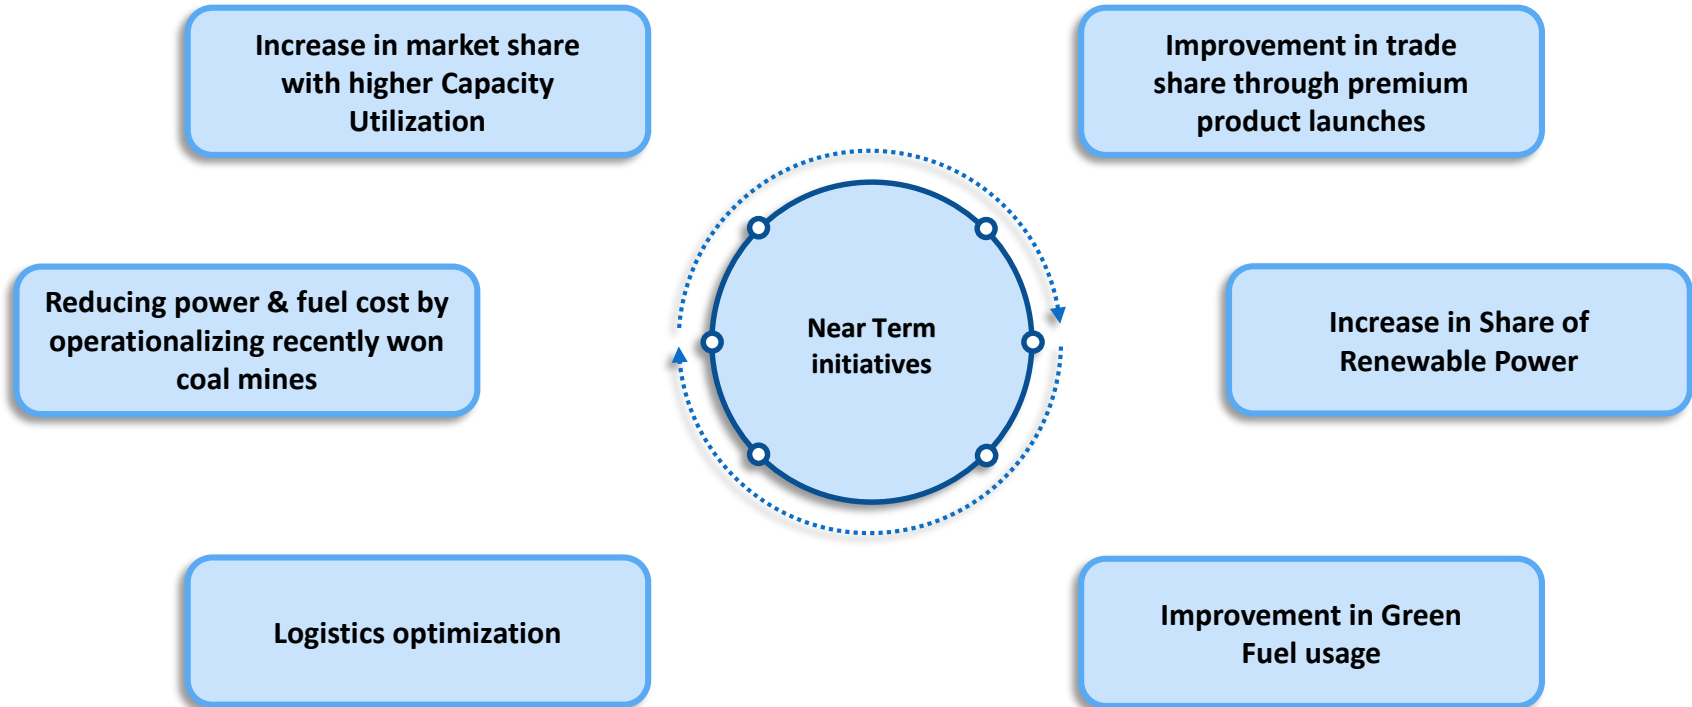 Increase in market share
with higher Capacity
Utilization
Improvement in trade
share through premium
product launches
Reducing power & fuel cost by
operationalizing recently won
coal mines
Near Term
initiatives
Increase in Share of
Renewable Power
Logistics optimization
Improvement in Green
Fuel usage